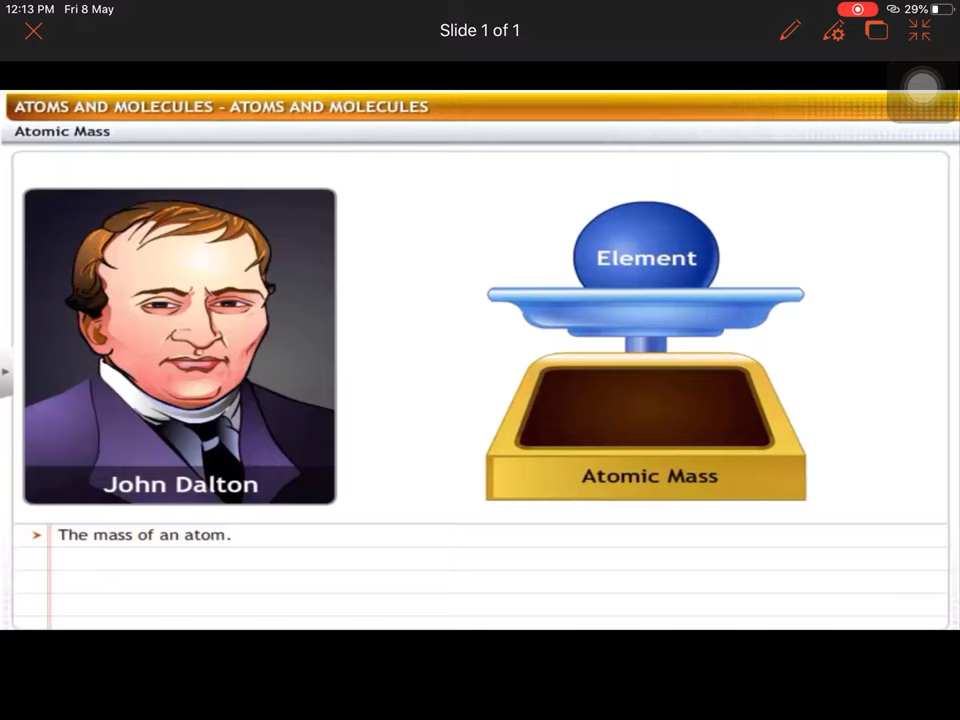 12:13 PM Fri 8 May 29%
Slide 1 of 1
ATOMS AND MOLECULES - ATOMS AND MOLECULES
Atomic Mass
Element
Atomic Mass
John Dalton
The mass of an atom.